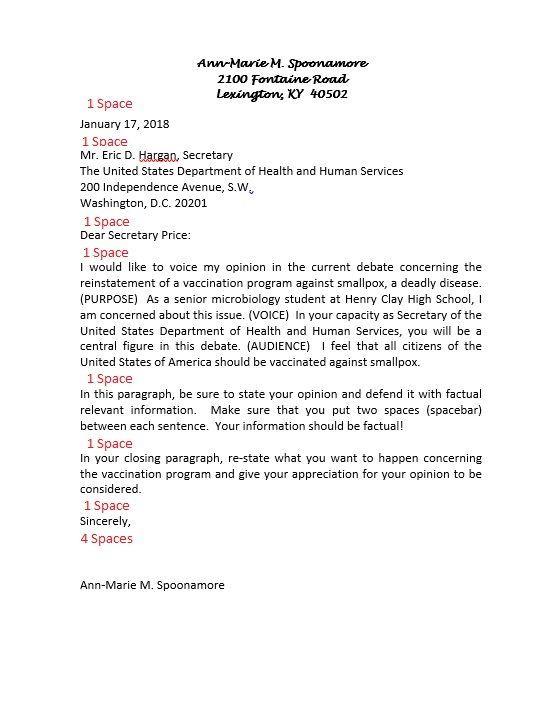 Ann-Marie M. Spoonamore
2100 Fontaine Road
Lexington, KY  40502
1 Space
January 17, 2018
1 Space
Mr. Eric D. Hargan, Secretary
The United States Department of Health and Human Services
200 Independence Avenue, S.W.
Washington, D.C. 20201
1 Space
Dear Secretary Price:
1 Space
I would like to voice my opinion in the current debate concerning the
reinstatement of a vaccination program against smallpox, a deadly disease.
(PURPOSE)  As a senior microbiology student at Henry Clay High School, I
am concerned about this issue. (VOICE)  In your capacity as Secretary of the
United States Department of Health and Human Services, you will be a
central figure in this debate. (AUDIENCE)  I feel that all citizens of the
United States of America should be vaccinated against smallpox.
1 Space
In this paragraph, be sure to state your opinion and defend it with factual
relevant information.  Make sure that you put two spaces (spacebar)
between each sentence.  Your information should be factual!
1 Space
In your closing paragraph, re-state what you want to happen concerning
the vaccination program and give your appreciation for your opinion to be
considered.
1 Space
Sincerely,
4 Spaces
Ann-Marie M. Spoonamore